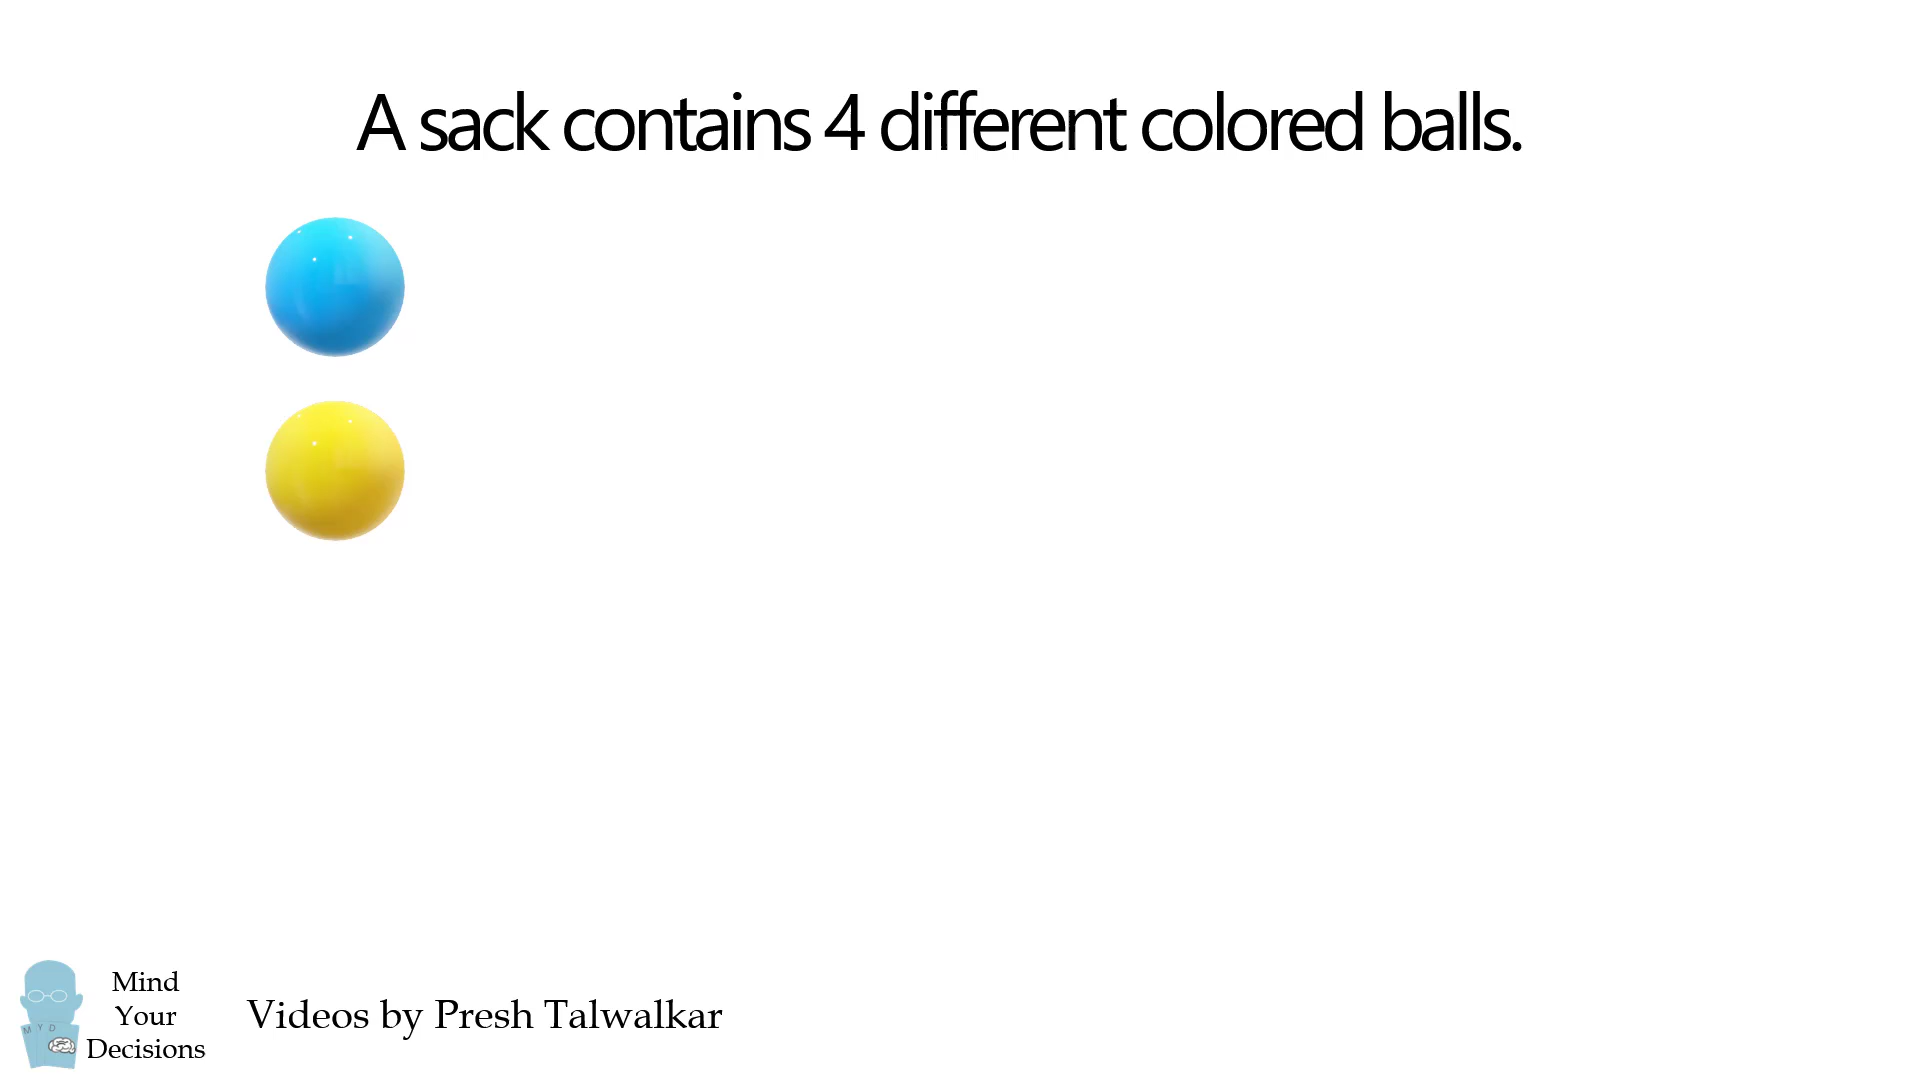 A sack contains 4 different colored balls.
Mind
Your
Decisions
M Y D
Videos by Presh Talwalkar